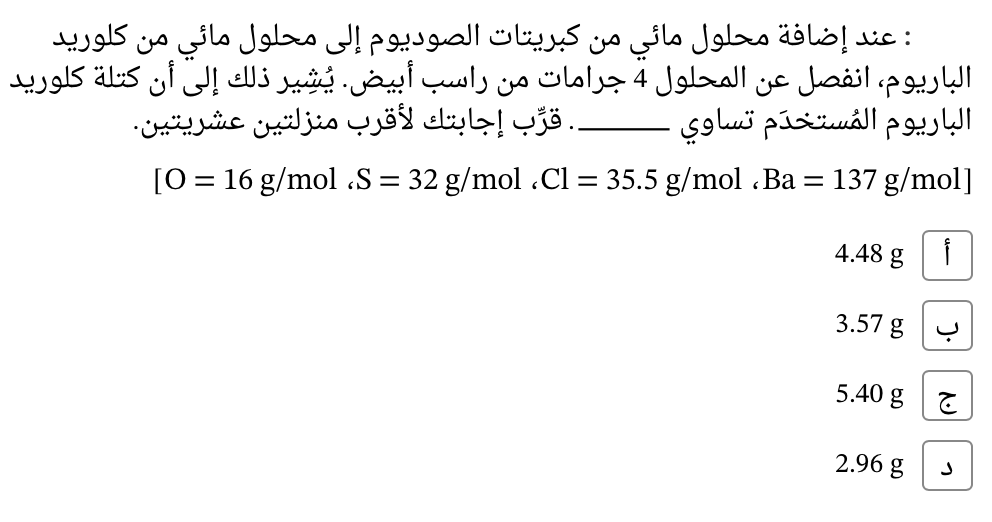 : عند إضافة محلول مائي من كبريتات الصوديوم إلى محلول مائي من كلوريد
الباريوم، انفصل عن المحلول 4 جرامات من راسب أبيض. يُشِير ذلك إلى أن كتلة كلوريد
الباريوم المُستخدَم تساوي ______. قرِّب إجابتك لأقرب منزلتين عشريتين.
[O = 16 g/mol ،S = 32 g/mol ،Cl = 35.5 g/mol ،Ba = 137 g/mol]
أ 4.48 g
ب 3.57 g
ج 5.40 g
د 2.96 g